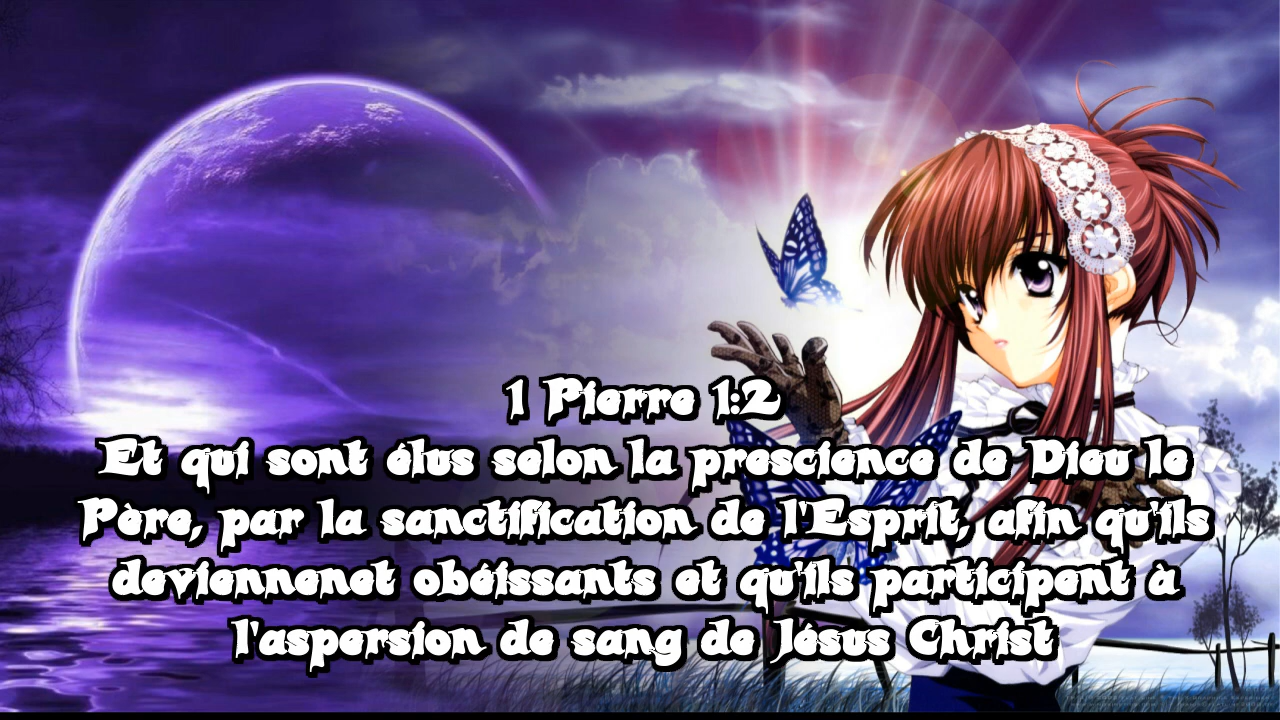 1 Pierre 1:2
Et qui sont élus selon la prescience de Dieu le
Père, par la sanctification de l'Esprit, afin qu'ils
deviennenet obéissants et qu'ils participent à
l'aspersion de sang de Jésus Christ